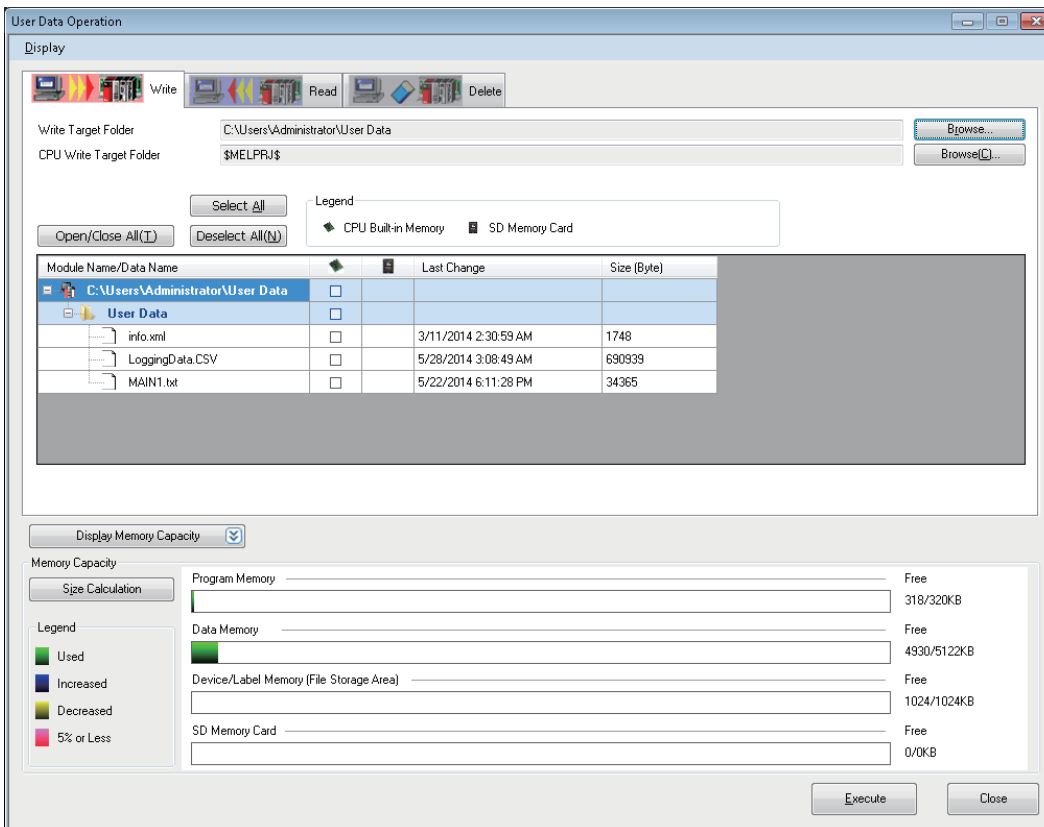 User Data Operation
Display
Write Read Delete
Write Target Folder C:\Users\Administrator\User Data Browse...
CPU Write Target Folder $MELPRJ$ Browse(C)...
Select All Legend
Open/Close All(T) Deselect All(N) CPU Built-in Memory SD Memory Card
Module Name/Data Name Last Change Size (Byte)
C:\Users\Administrator\User Data
User Data
info.xml 3/11/2014 2:30:59 AM 1748
LoggingData.CSV 5/28/2014 3:08:49 AM 690939
MAIN1.txt 5/22/2014 6:11:28 PM 34365
Display Memory Capacity
Memory Capacity
Size Calculation Program Memory Free
318/320KB
Legend Data Memory Free
Used 4930/5122KB
Increased Device/Label Memory (File Storage Area) Free
Decreased 1024/1024KB
5% or Less SD Memory Card Free
0/0KB
Execute Close